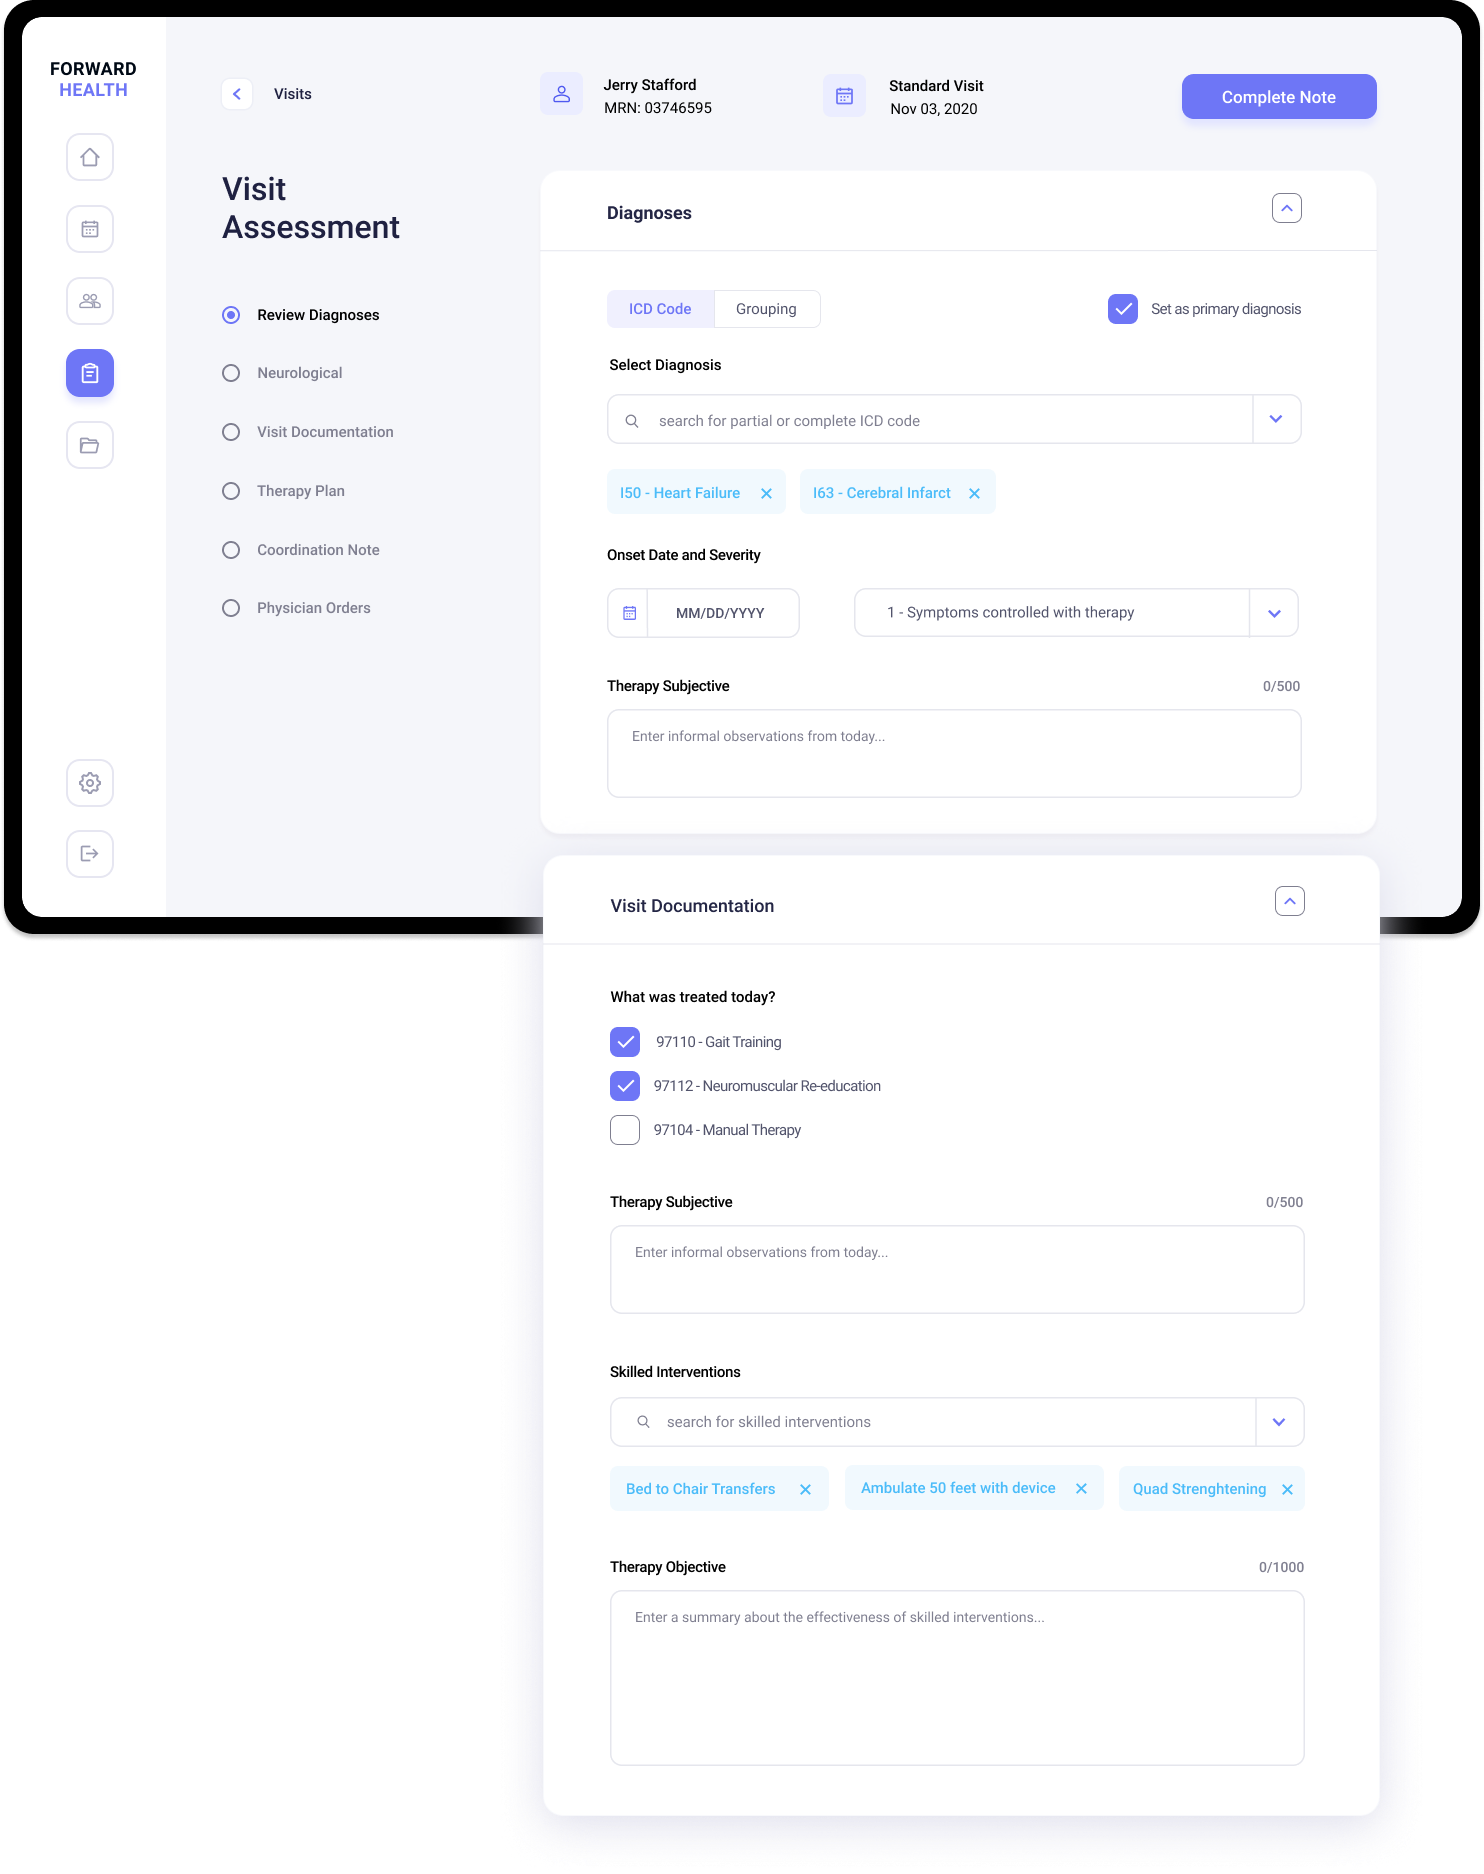 FORWARD
HEALTH
Visits
Jerry Stafford
MRN: 03746595
Standard Visit
Nov 03, 2020
Complete Note
Visit
Assessment
Review Diagnoses
Neurological
Visit Documentation
Therapy Plan
Coordination Note
Physician Orders
Diagnoses
ICD Code
Grouping
Set as primary diagnosis
Select Diagnosis
search for partial or complete ICD code
I50 - Heart Failure
I63 - Cerebral Infarct
Onset Date and Severity
MM/DD/YYYY
1 - Symptoms controlled with therapy
Therapy Subjective
0/500
Enter informal observations from today...
Visit Documentation
What was treated today?
97110 - Gait Training
97112 - Neuromuscular Re-education
97104 - Manual Therapy
Therapy Subjective
0/500
Enter informal observations from today...
Skilled Interventions
search for skilled interventions
Bed to Chair Transfers
Ambulate 50 feet with device
Quad Strenghtening
Therapy Objective
0/1000
Enter a summary about the effectiveness of skilled interventions...